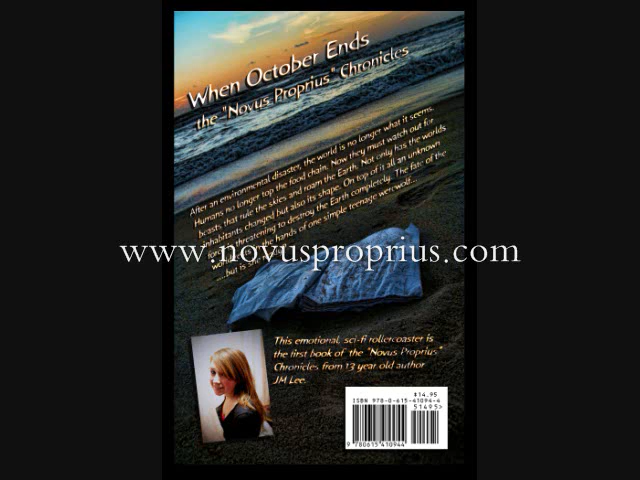 When October Ends
the "Novus Proprius" Chronicles
After an environmental disaster, the world is no longer what it seems.
Humans no longer top the food chain. Now they must watch out for
beasts that rule the skies and roam the Earth. Not only has the worlds
inhabitants changed but also its shape. On top of it all an unknown
threatening to destroy the Earth completely. The fate of the
world in the hands of one simple teenage werewolf...
....but is she
www.novusproprius.com
This emotional, sci-fi rollercoaster is
the first book of the "Novus Proprius"
Chronicles from 13 year old author
JM Lee.
$14.95
ISBN 978-0-615-41094-4
51495>
9 780615 410944